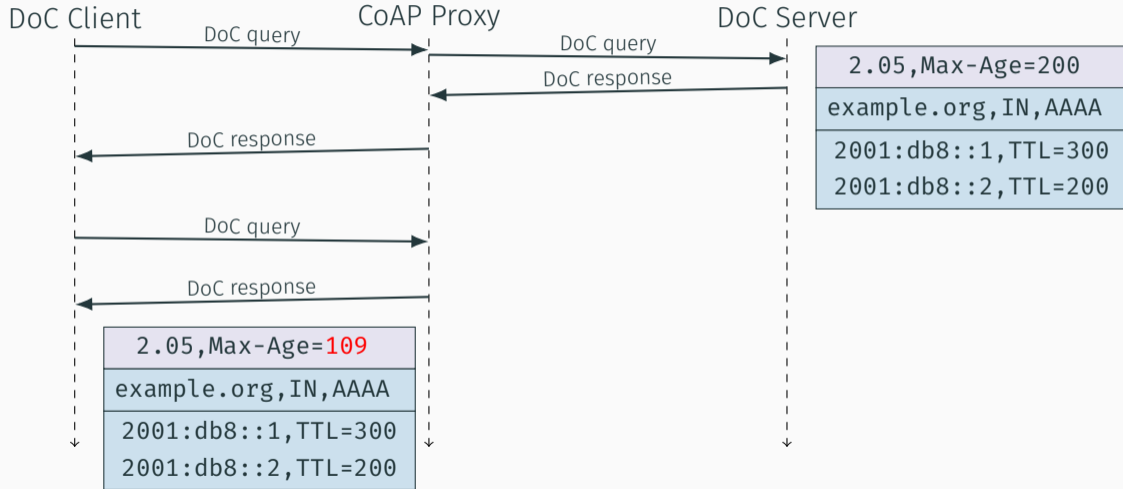 DoC Client
CoAP Proxy
DoC Server
DoC query
DoC query
DoC response
DoC response
2.05,Max-Age=200
example.org,IN,AAAA
2001:db8::1,TTL=300
2001:db8::2,TTL=200
DoC query
DoC response
2.05,Max-Age=109
example.org,IN,AAAA
2001:db8::1,TTL=300
2001:db8::2,TTL=200